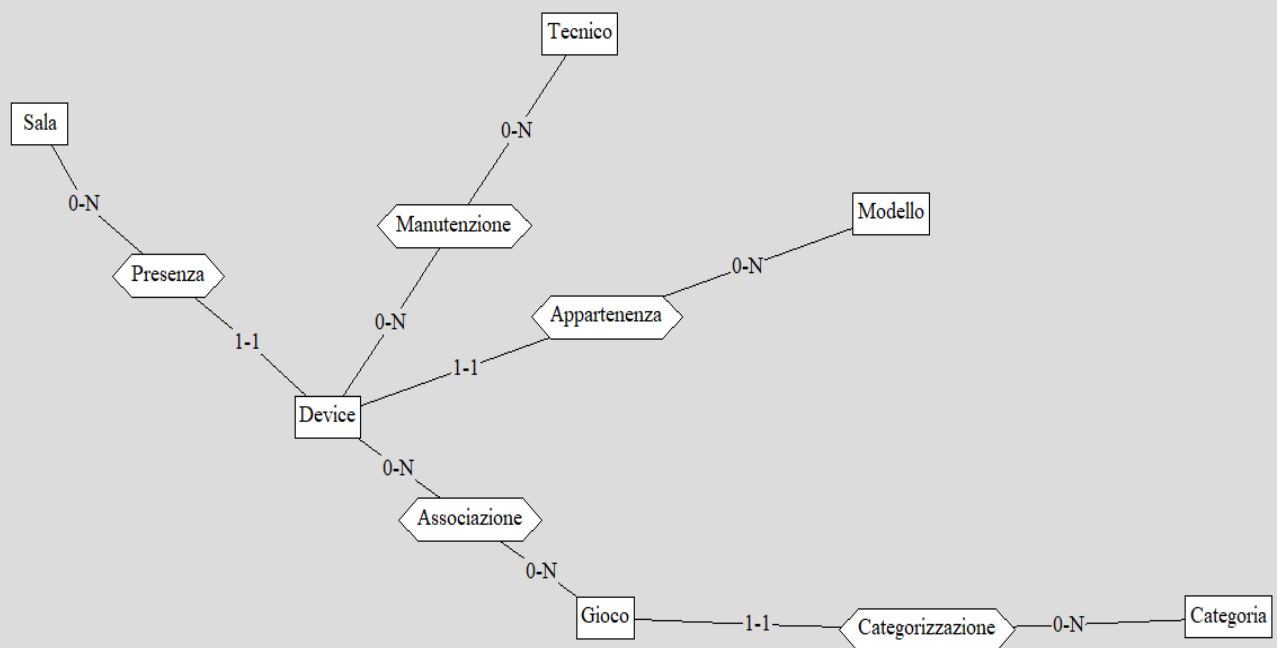 Tecnico
Sala
0-N
0-N
Manutenzione
Modello
Presenza
0-N
Appartenenza
0-N
1-1
1-1
Device
0-N
Associazione
0-N
Gioco
1-1
Categorizzazione
0-N
Categoria